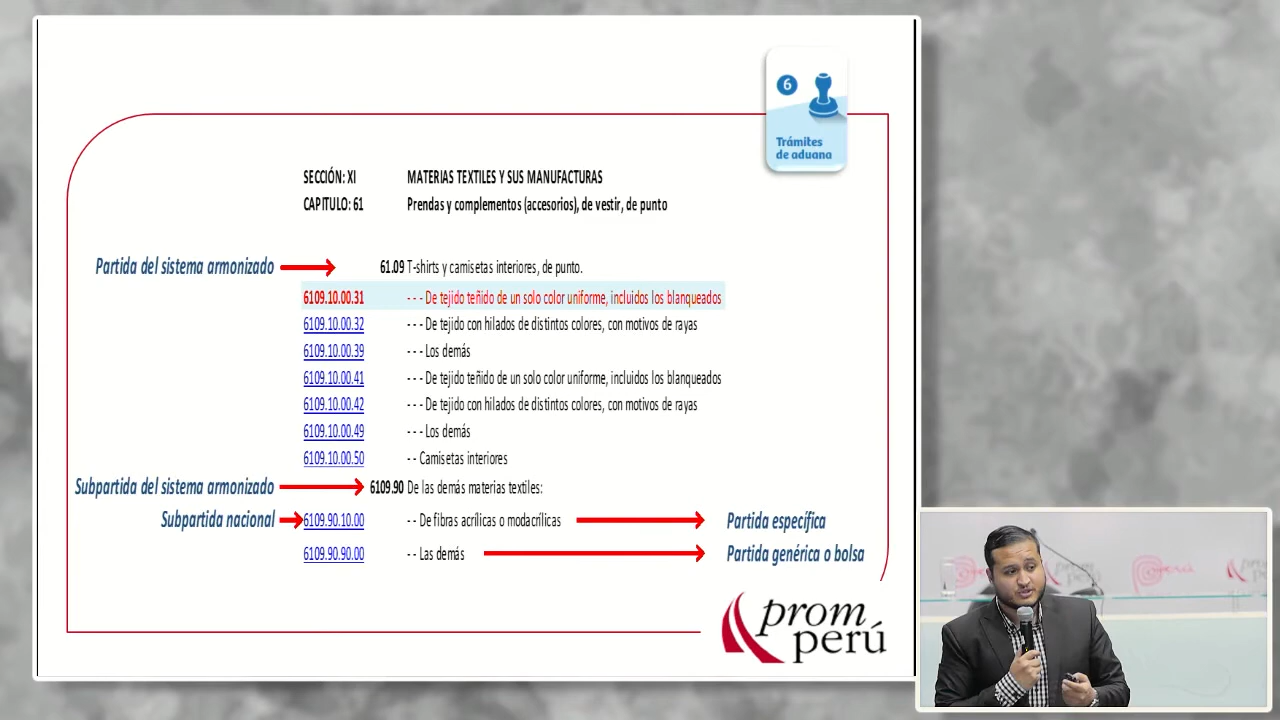 6
Trámites
de aduana
SECCIÓN: XI MATERIAS TEXTILES Y SUS MANUFACTURAS
CAPITULO: 61 Prendas y complementos (accesorios), de vestir, de punto
Partida del sistema armonizado 61.09 T-shirts y camisetas interiores, de punto.
6109.10.00.31 - - - De tejido teñido de un solo color uniforme, incluidos los blanqueados
6109.10.00.32 - - - De tejido con hilados de distintos colores, con motivos de rayas
6109.10.00.39 - - - Los demás
6109.10.00.41 - - - De tejido teñido de un solo color uniforme, incluidos los blanqueados
6109.10.00.42 - - - De tejido con hilados de distintos colores, con motivos de rayas
6109.10.00.49 - - - Los demás
6109.10.00.50 - - Camisetas interiores
Subpartida del sistema armonizado 6109.90 De las demás materias textiles:
Subpartida nacional 6109.90.10.00 - - De fibras acrílicas o modacrílicas Partida específica
6109.90.90.00 - - Las demás Partida genérica o bolsa
prom
perú
perú
perú